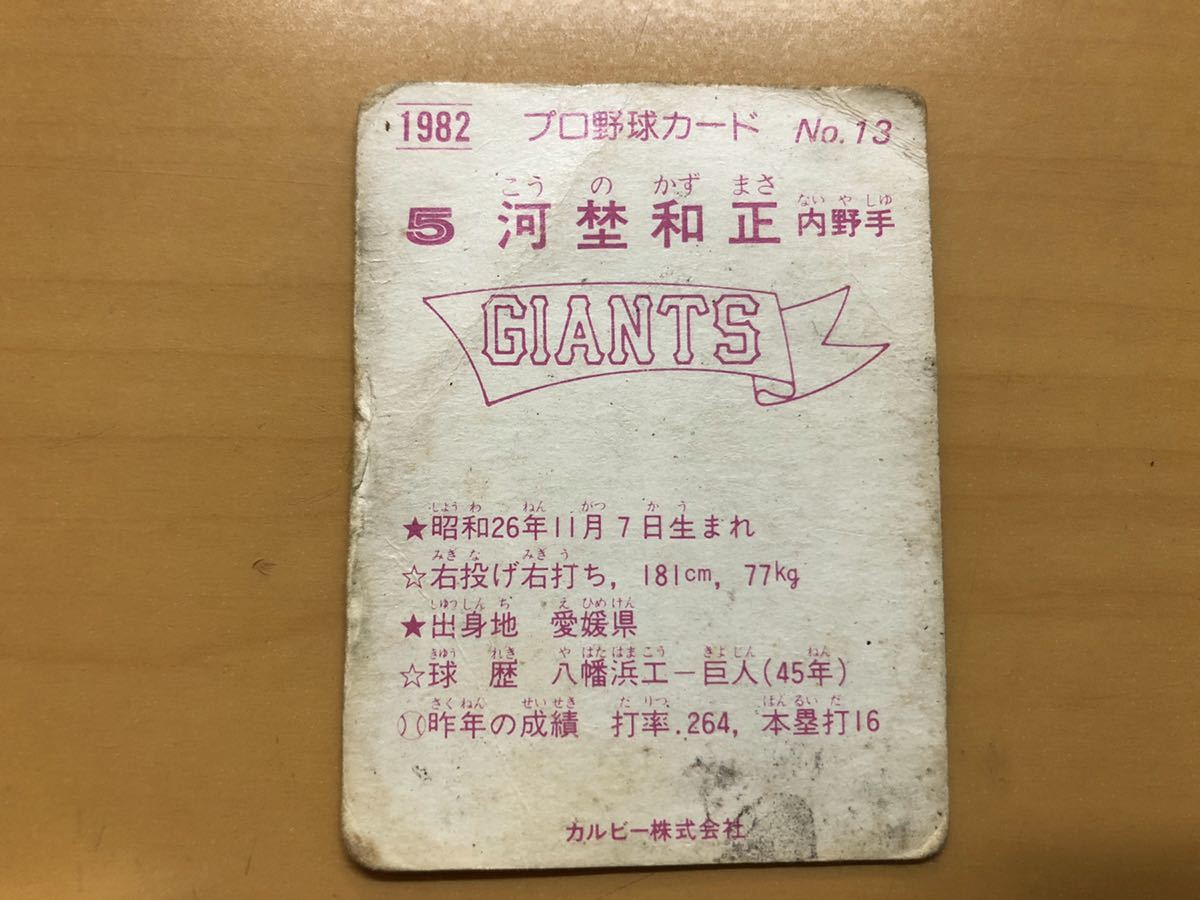 1982 プロ野球カード No.13
こう の かず まさ ない や しゆ
5 河埜和正 内野手
GIANTS
しよう わ ねん がつ か う
★昭和26年11月7日生まれ
みぎ な みぎ う
☆右投げ右打ち, 181cm, 77kg
しゆつしん ち え ひめけん
★出身地 愛媛県
きゆう れき や はた はま こう きよ じん ねん
☆球歴 八幡浜工−巨人(45年)
さく ねん せい せき だ りつ ほん るい だ
昨年の成績 打率.264, 本塁打16
カルビー株式会社